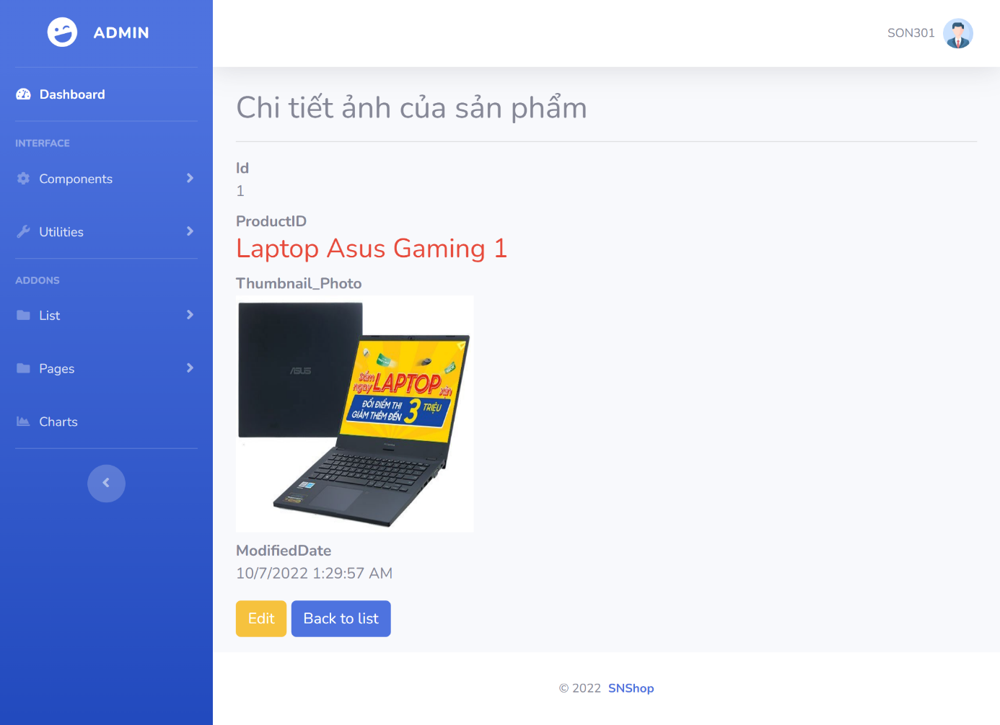 ADMIN
SON301
Dashboard
INTERFACE
Components
Utilities
ADDONS
List
Pages
Charts
Chi tiết ảnh của sản phẩm
Id
1
ProductID
Laptop Asus Gaming 1
Thumbnail_Photo
ASUS
sắm
ngay LAPTOP xịn
ĐỔI ĐIỂM THI
GIẢM THÊM ĐẾN 3 TRIỆU
ModifiedDate
10/7/2022 1:29:57 AM
Edit
Back to list
© 2022 SNShop